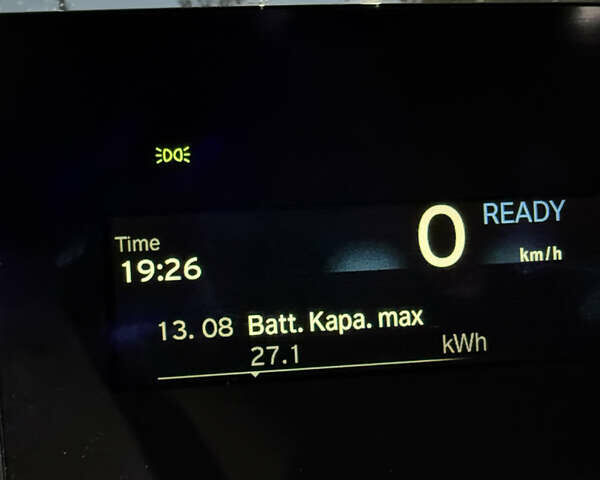 READY
0
km/h
Time
19:26
13. 08 Batt. Kapa. max
27.1 kWh